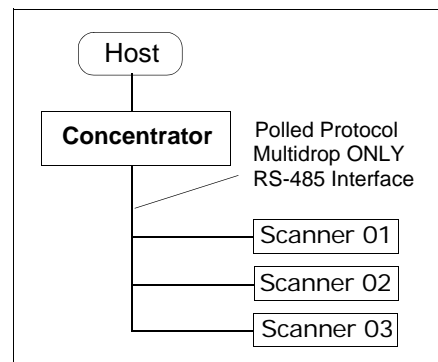 Host
Concentrator
Polled Protocol
Multidrop ONLY
RS-485 Interface
Scanner 01
Scanner 02
Scanner 03